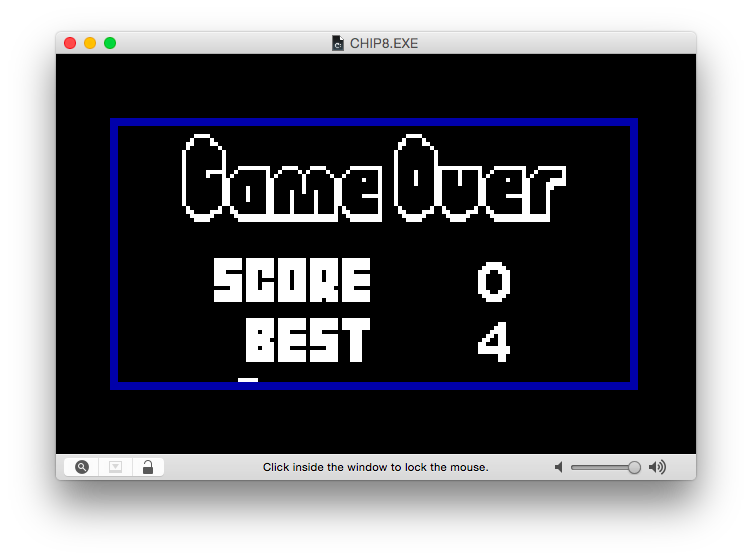 CHIP8.EXE
Game Over
SCORE 0
BEST 4
Click inside the window to lock the mouse.